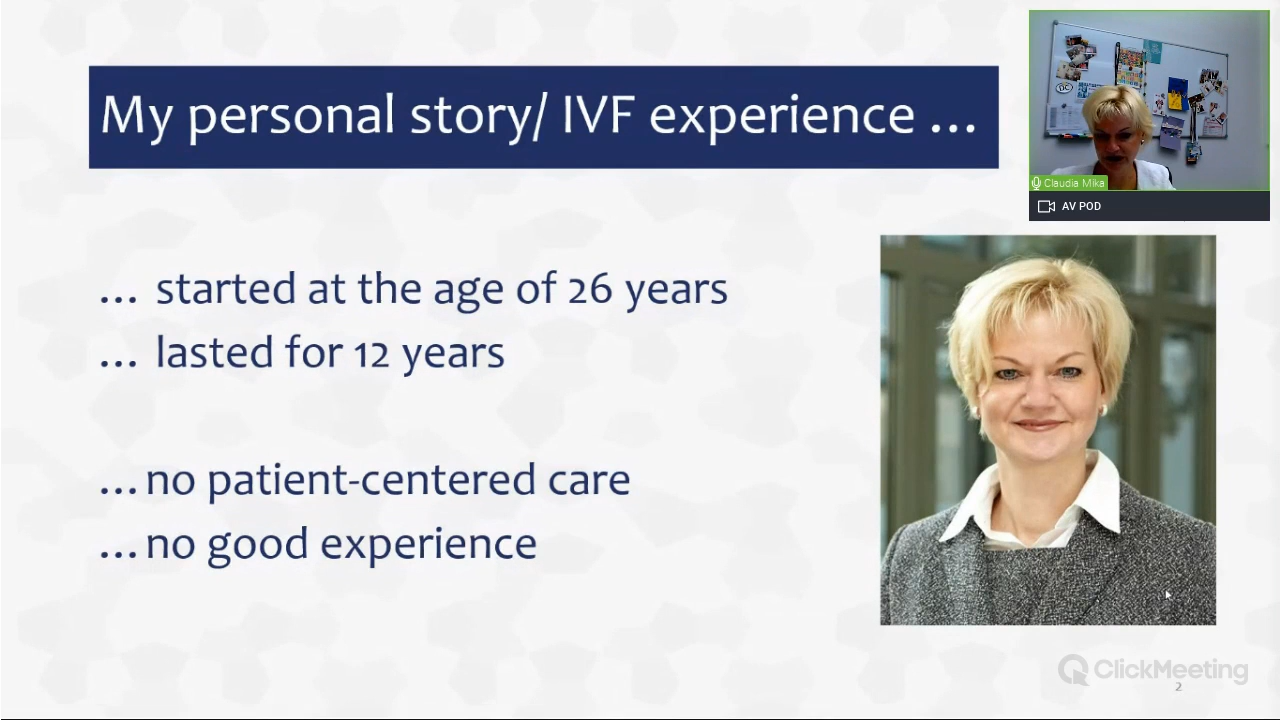 My personal story/ IVF experience ...
Claudia Mika
AV POD
... started at the age of 26 years
... lasted for 12 years
...no patient-centered care
...no good experience
ClickMeeting
2